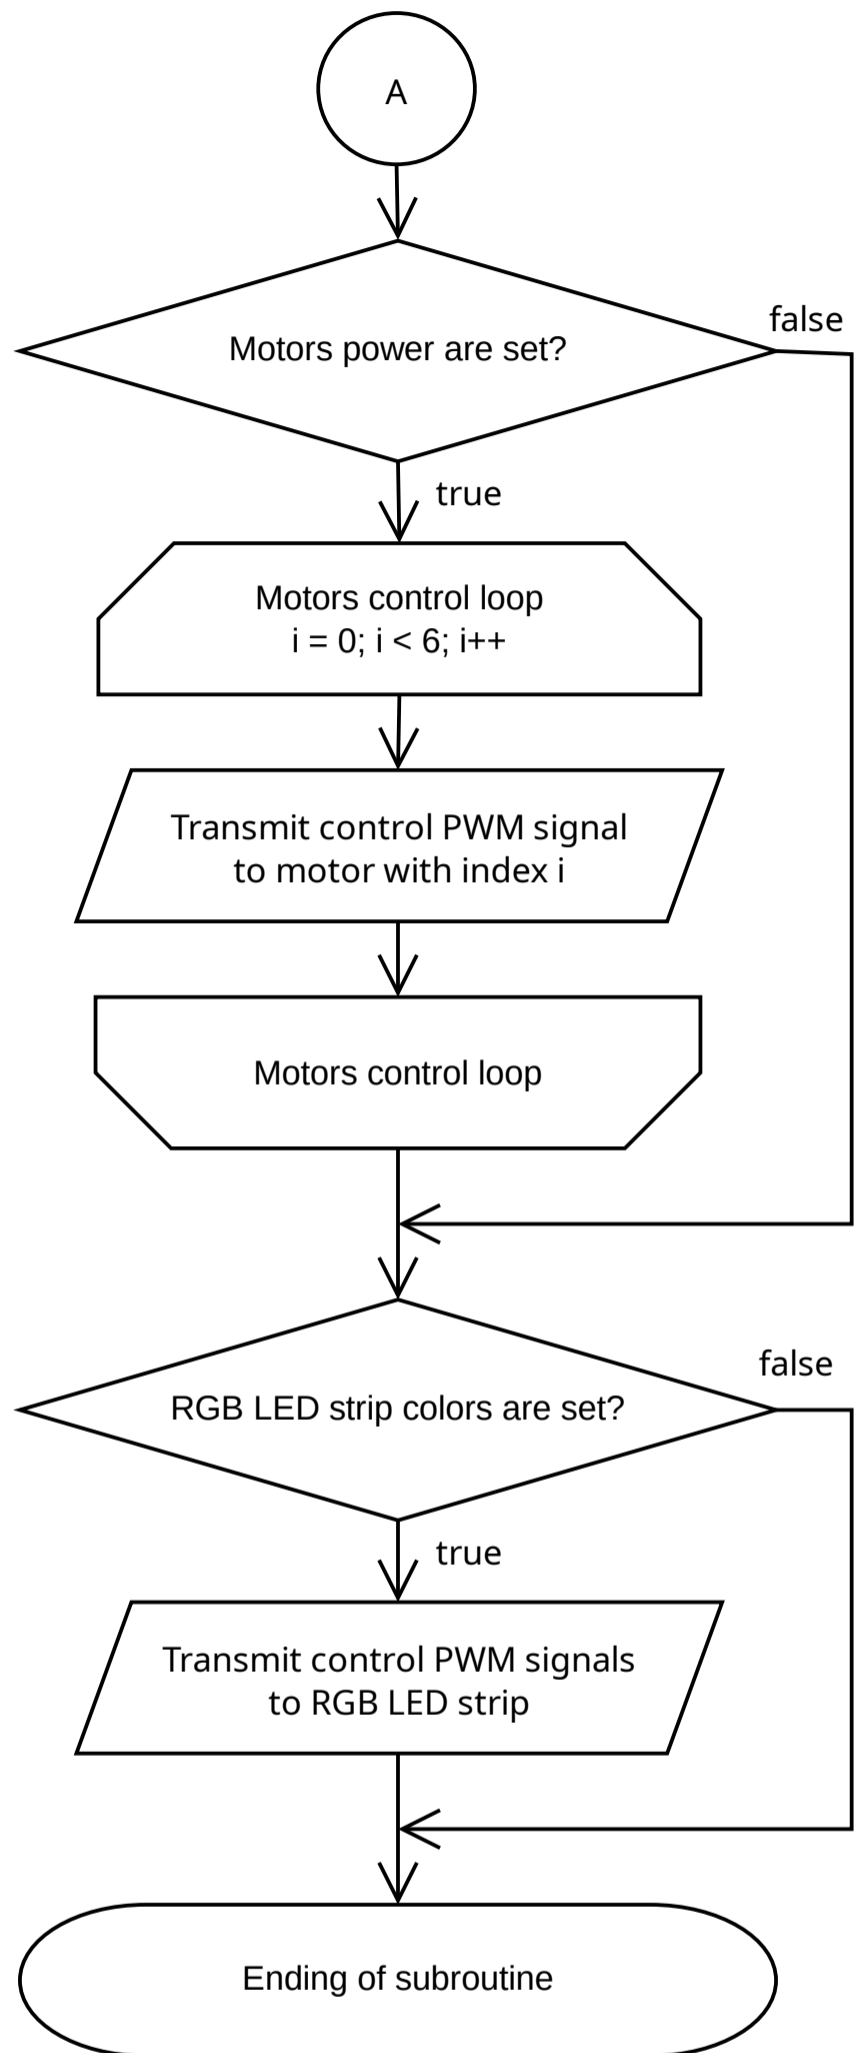 A
Motors power are set?
false
true
Motors control loop
i = 0; i < 6; i++
Transmit control PWM signal
to motor with index i
Motors control loop
RGB LED strip colors are set?
false
true
Transmit control PWM signals
to RGB LED strip
Ending of subroutine